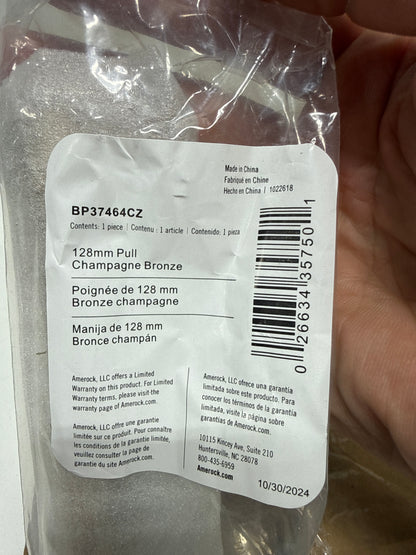 Made in China
Fabriqué en Chine
Hecho en China / 1022618
BP37464CZ
Contents: 1 piece | Contenu : 1 article | Contenido: 1 pieza
128mm Pull
Champagne Bronze
Poignée de 128 mm
Bronze champagne
Manija de 128 mm
Bronce champán
0 26634 35750 1
Amerock, LLC offers a Limited
Warranty on this product. For Limited
Warranty terms, please visit the
warranty page of Amerock.com.
Amerock, LLC offre une garantie
limitée sur ce produit. Pour connaître
les conditions de la garantie limitée,
veuillez consulter la page de
garantie du site Amerock.com.
Amerock, LLC ofrece una garantía
limitada sobre este producto. Para
conocer los términos de la garantía
limitada, visite la página sobre
garantías de Amerock.com.
10115 Kincey Ave, Suite 210
Huntersville, NC 28078
800-435-6959
Amerock.com
10/30/2024